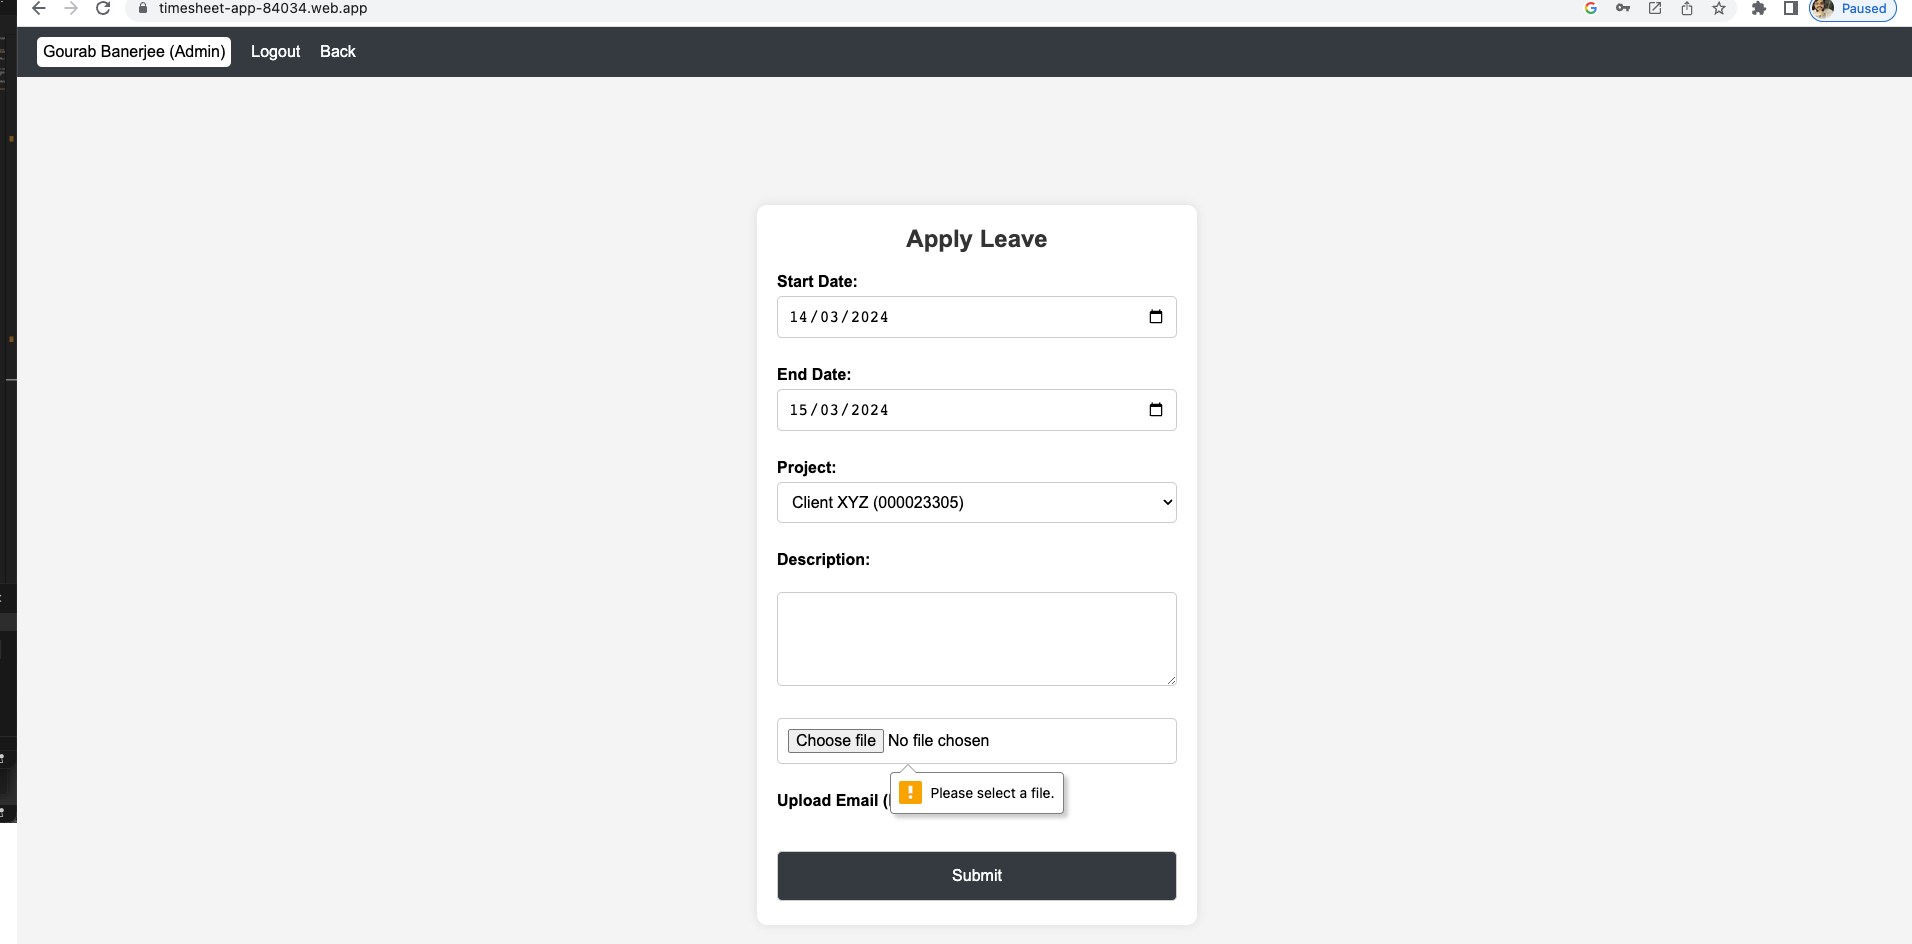 timesheet-app-84034.web.app
Paused
Gourab Banerjee (Admin) Logout Back
Apply Leave
Start Date:
14/03/2024
End Date:
15/03/2024
Project:
Client XYZ (000023305)
Description:
Choose file No file chosen
Please select a file.
Upload Email (
Submit